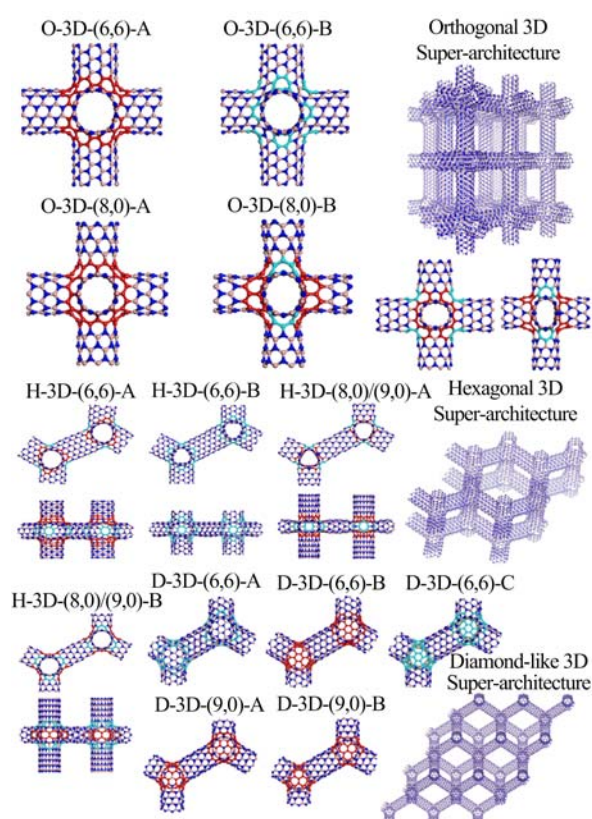 O-3D-(6,6)-A
O-3D-(6,6)-B
Orthogonal 3D
Super-architecture
O-3D-(8,0)-A
O-3D-(8,0)-B
H-3D-(6,6)-A
H-3D-(6,6)-B
H-3D-(8,0)/(9,0)-A
Hexagonal 3D
Super-architecture
H-3D-(8,0)/(9,0)-B
D-3D-(6,6)-A
D-3D-(6,6)-B
D-3D-(6,6)-C
Diamond-like 3D
Super-architecture
D-3D-(9,0)-A
D-3D-(9,0)-B